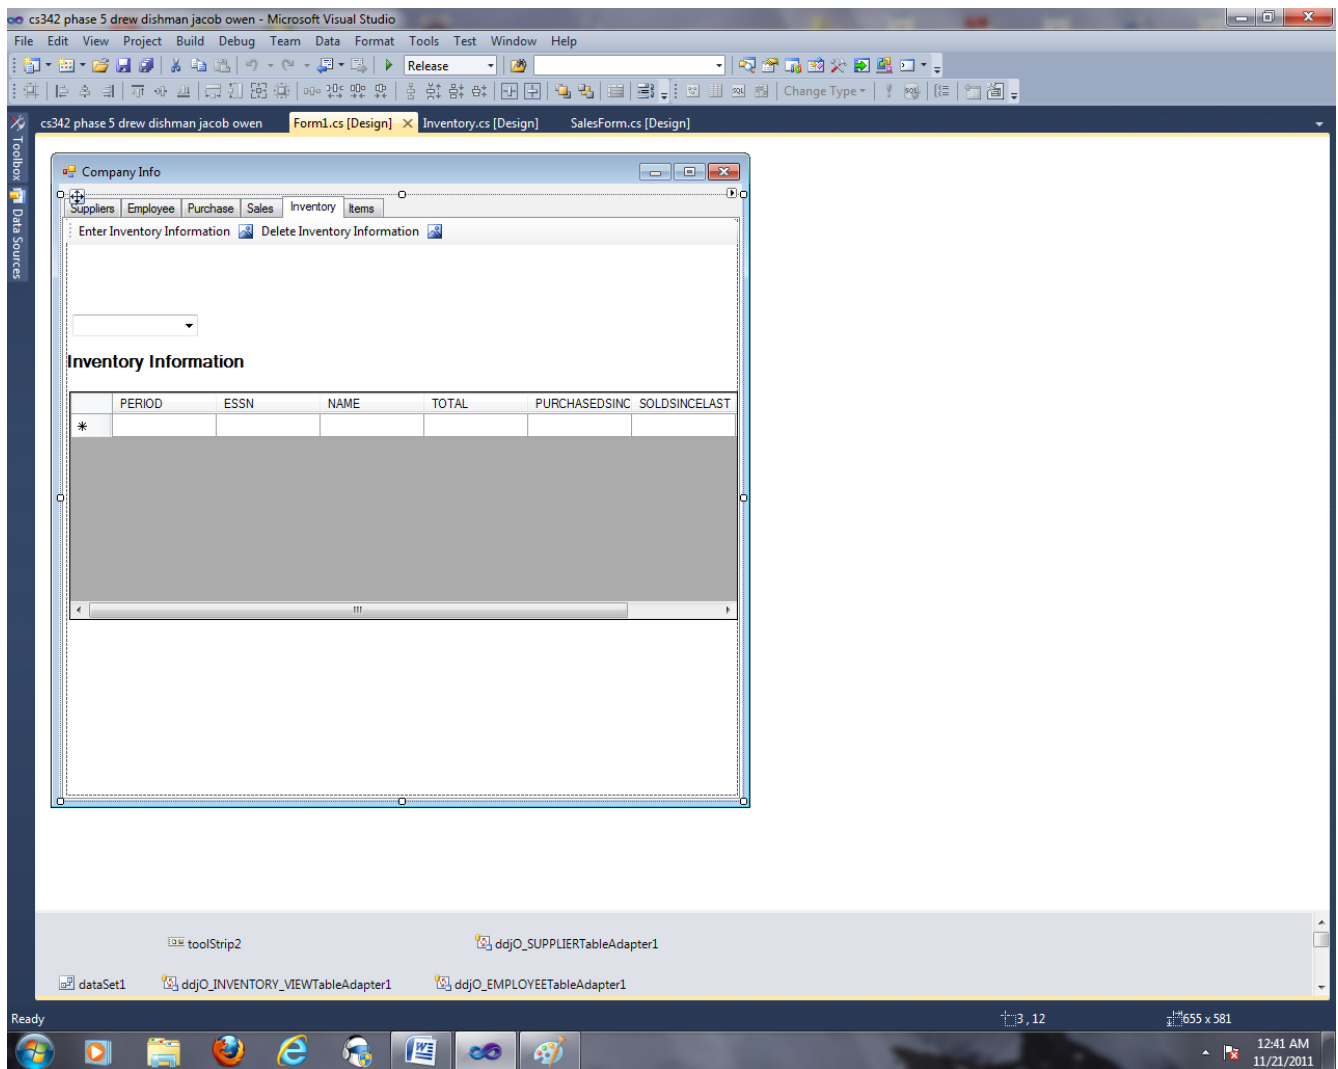 cs342 phase 5 drew dishman jacob owen - Microsoft Visual Studio
File Edit View Project Build Debug Team Data Format Tools Test Window Help
Release
Change Type
cs342 phase 5 drew dishman jacob owen Form1.cs [Design] Inventory.cs [Design] SalesForm.cs [Design]
Toolbox
Data Sources
Company Info
Suppliers Employee Purchase Sales Inventory Items
Enter Inventory Information Delete Inventory Information
Inventory Information
PERIOD ESSN NAME TOTAL PURCHASEDSINC SOLDSINCELAST
toolStrip2 ddjO_SUPPLIERTableAdapter1
dataSet1 ddjO_INVENTORY_VIEWTableAdapter1 ddjO_EMPLOYEETableAdapter1
Ready 3 , 12 655 x 581
12:41 AM
11/21/2011